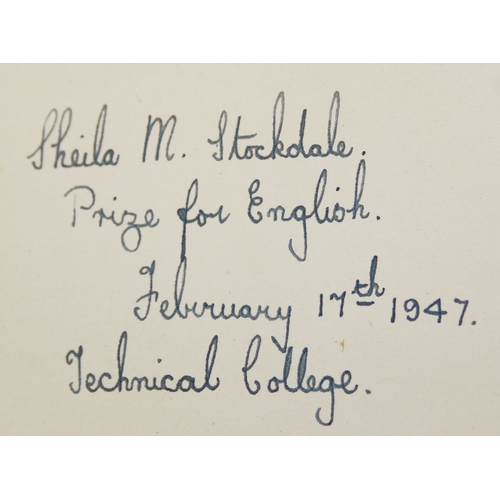 Sheila M. Stockdale.
Prize for English.
February 17th 1947.
Technical College.